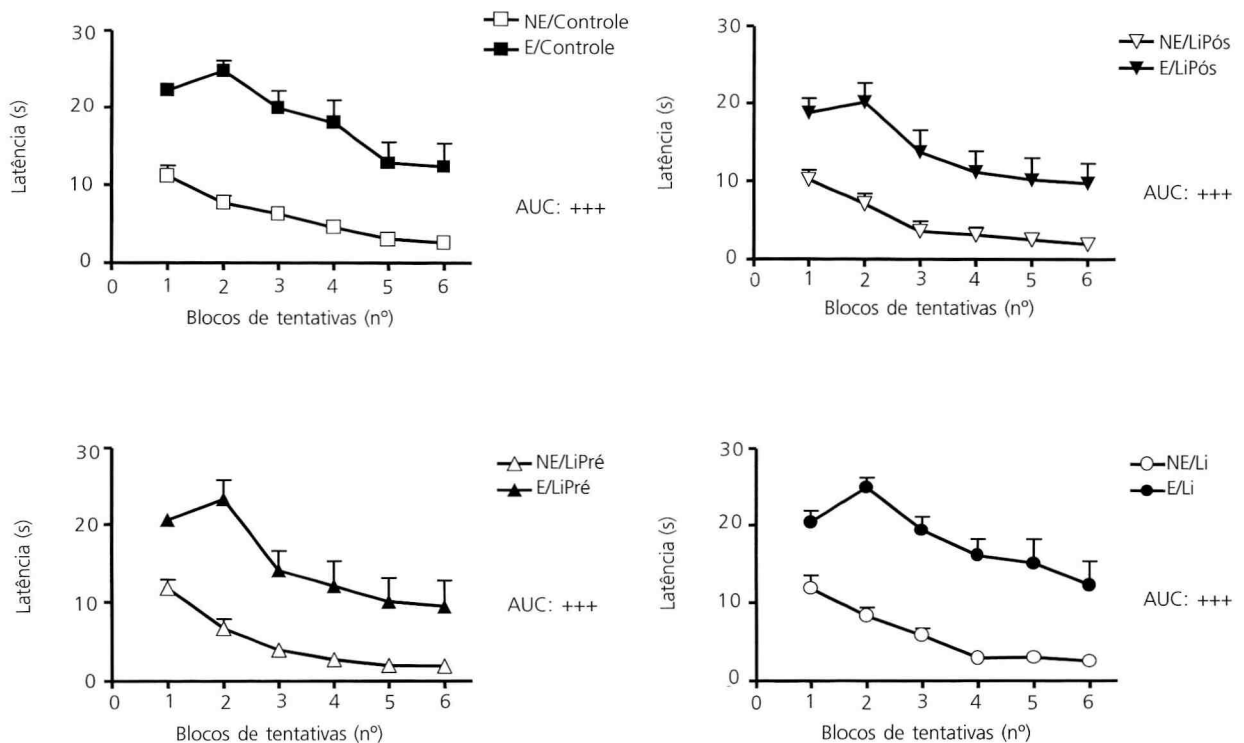 NE/Controle
E/Controle
30
20
10
0
Latência (s)
0 1 2 3 4 5 6
Blocos de tentativas (nº)
AUC: +++
NE/LiPós
E/LiPós
30
20
10
0
Latência (s)
0 1 2 3 4 5 6
Blocos de tentativas (nº)
AUC: +++
NE/LiPré
E/LiPré
30
20
10
0
Latência (s)
0 1 2 3 4 5 6
Blocos de tentativas (nº)
AUC: +++
NE/Li
E/Li
30
20
10
0
Latência (s)
0 1 2 3 4 5 6
Blocos de tentativas (nº)
AUC: +++